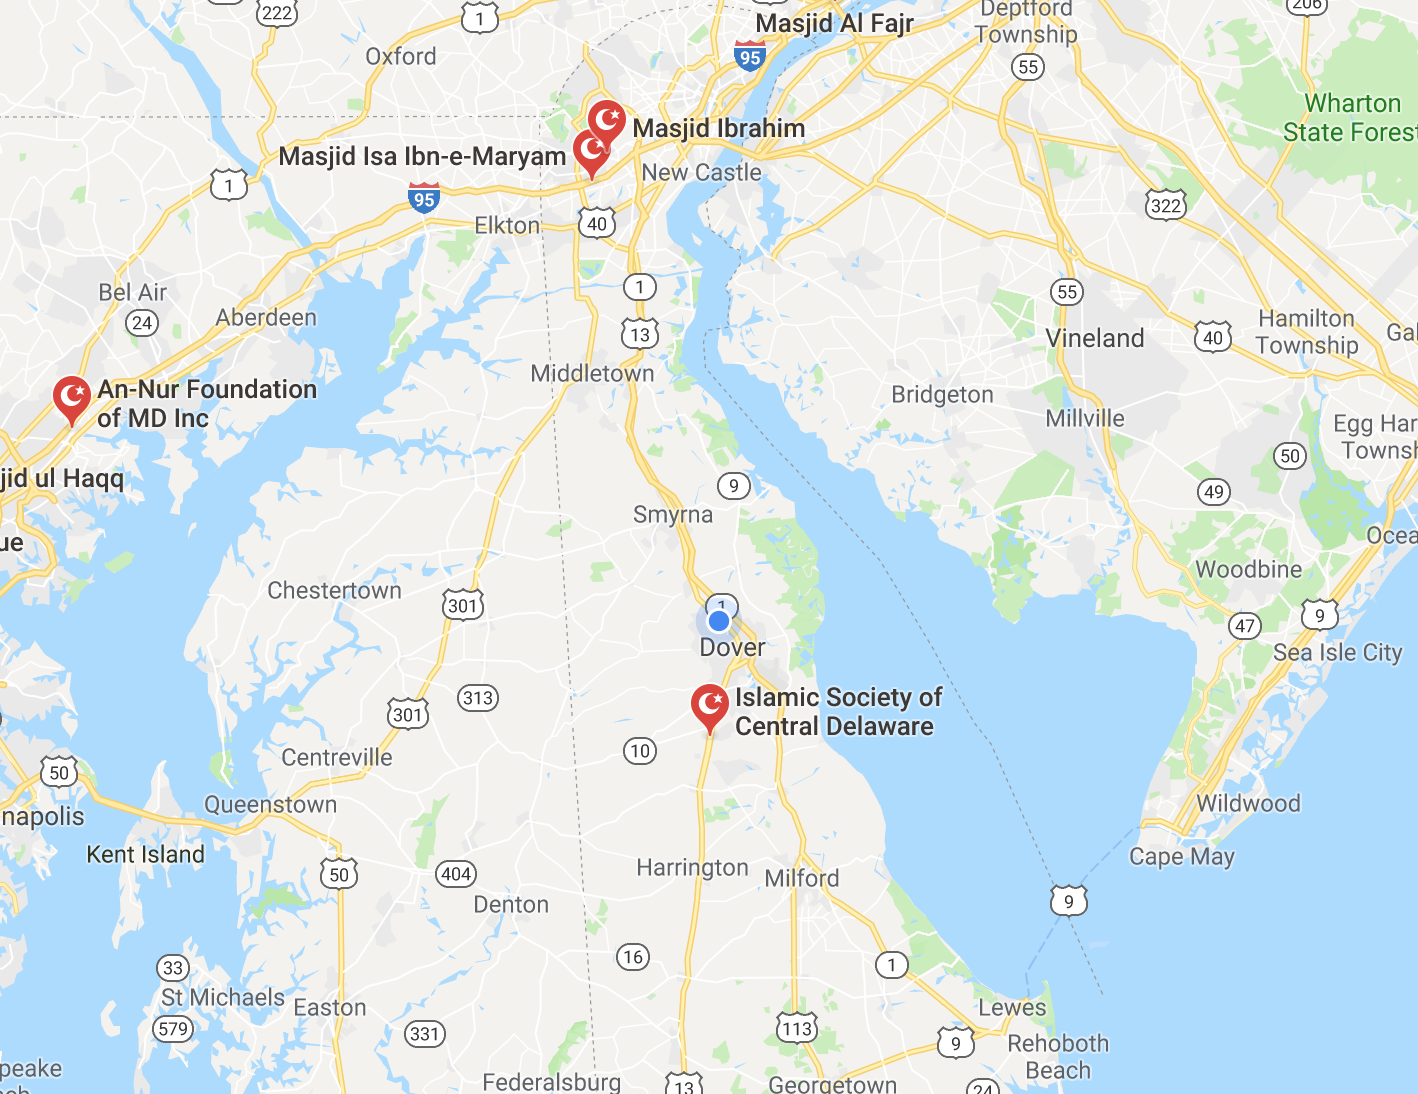 222
1
Masjid Al Fajr
Deptford
Township
206
Oxford
95
55
Wharton
State Forest
Masjid Ibrahim
Masjid Isa Ibn-e-Maryam
New Castle
1
95
322
Elkton
40
1
55
Bel Air
24
Aberdeen
13
Vineland
40
Hamilton
Township
Gal
Middletown
An-Nur Foundation
of MD Inc
Bridgeton
Millville
Egg Har
Townsh
50
jid ul Haqq
9
49
Smyrna
ue
Ocea
Woodbine
Chestertown
301
1
9
47
Dover
Sea Isle City
313
301
Islamic Society of
Central Delaware
10
Centreville
50
Queenstown
Wildwood
napolis
Kent Island
Cape May
50
404
Harrington
Milford
9
Denton
16
33
1
St Michaels
Easton
Lewes
579
331
113
9
Rehoboth
Beach
peake
Federalsburg
13
Georgetown
24